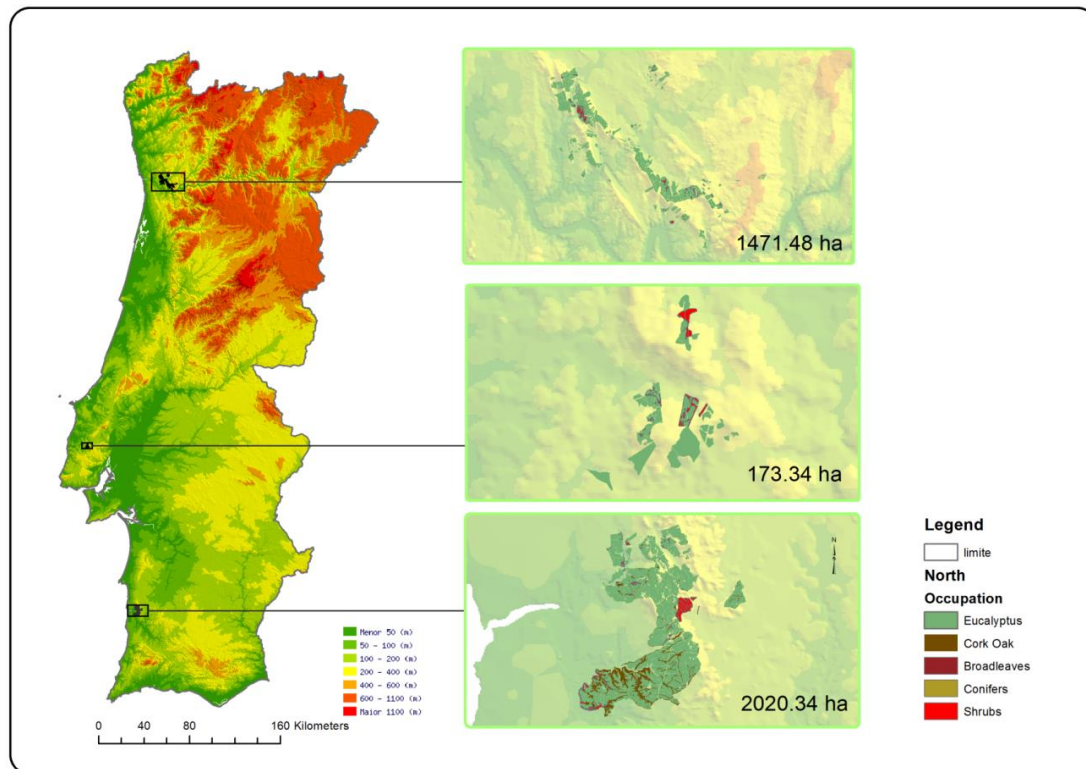 1471.48 ha
173.34 ha
2020.34 ha
N
Legend
limite
North
Occupation
Eucalyptus
Cork Oak
Broadleaves
Conifers
Shrubs
Menor 50 (m)
50 - 100 (m)
100 - 200 (m)
200 - 400 (m)
400 - 600 (m)
600 - 1100 (m)
Maior 1100 (m)
0 40 80 160 Kilometers